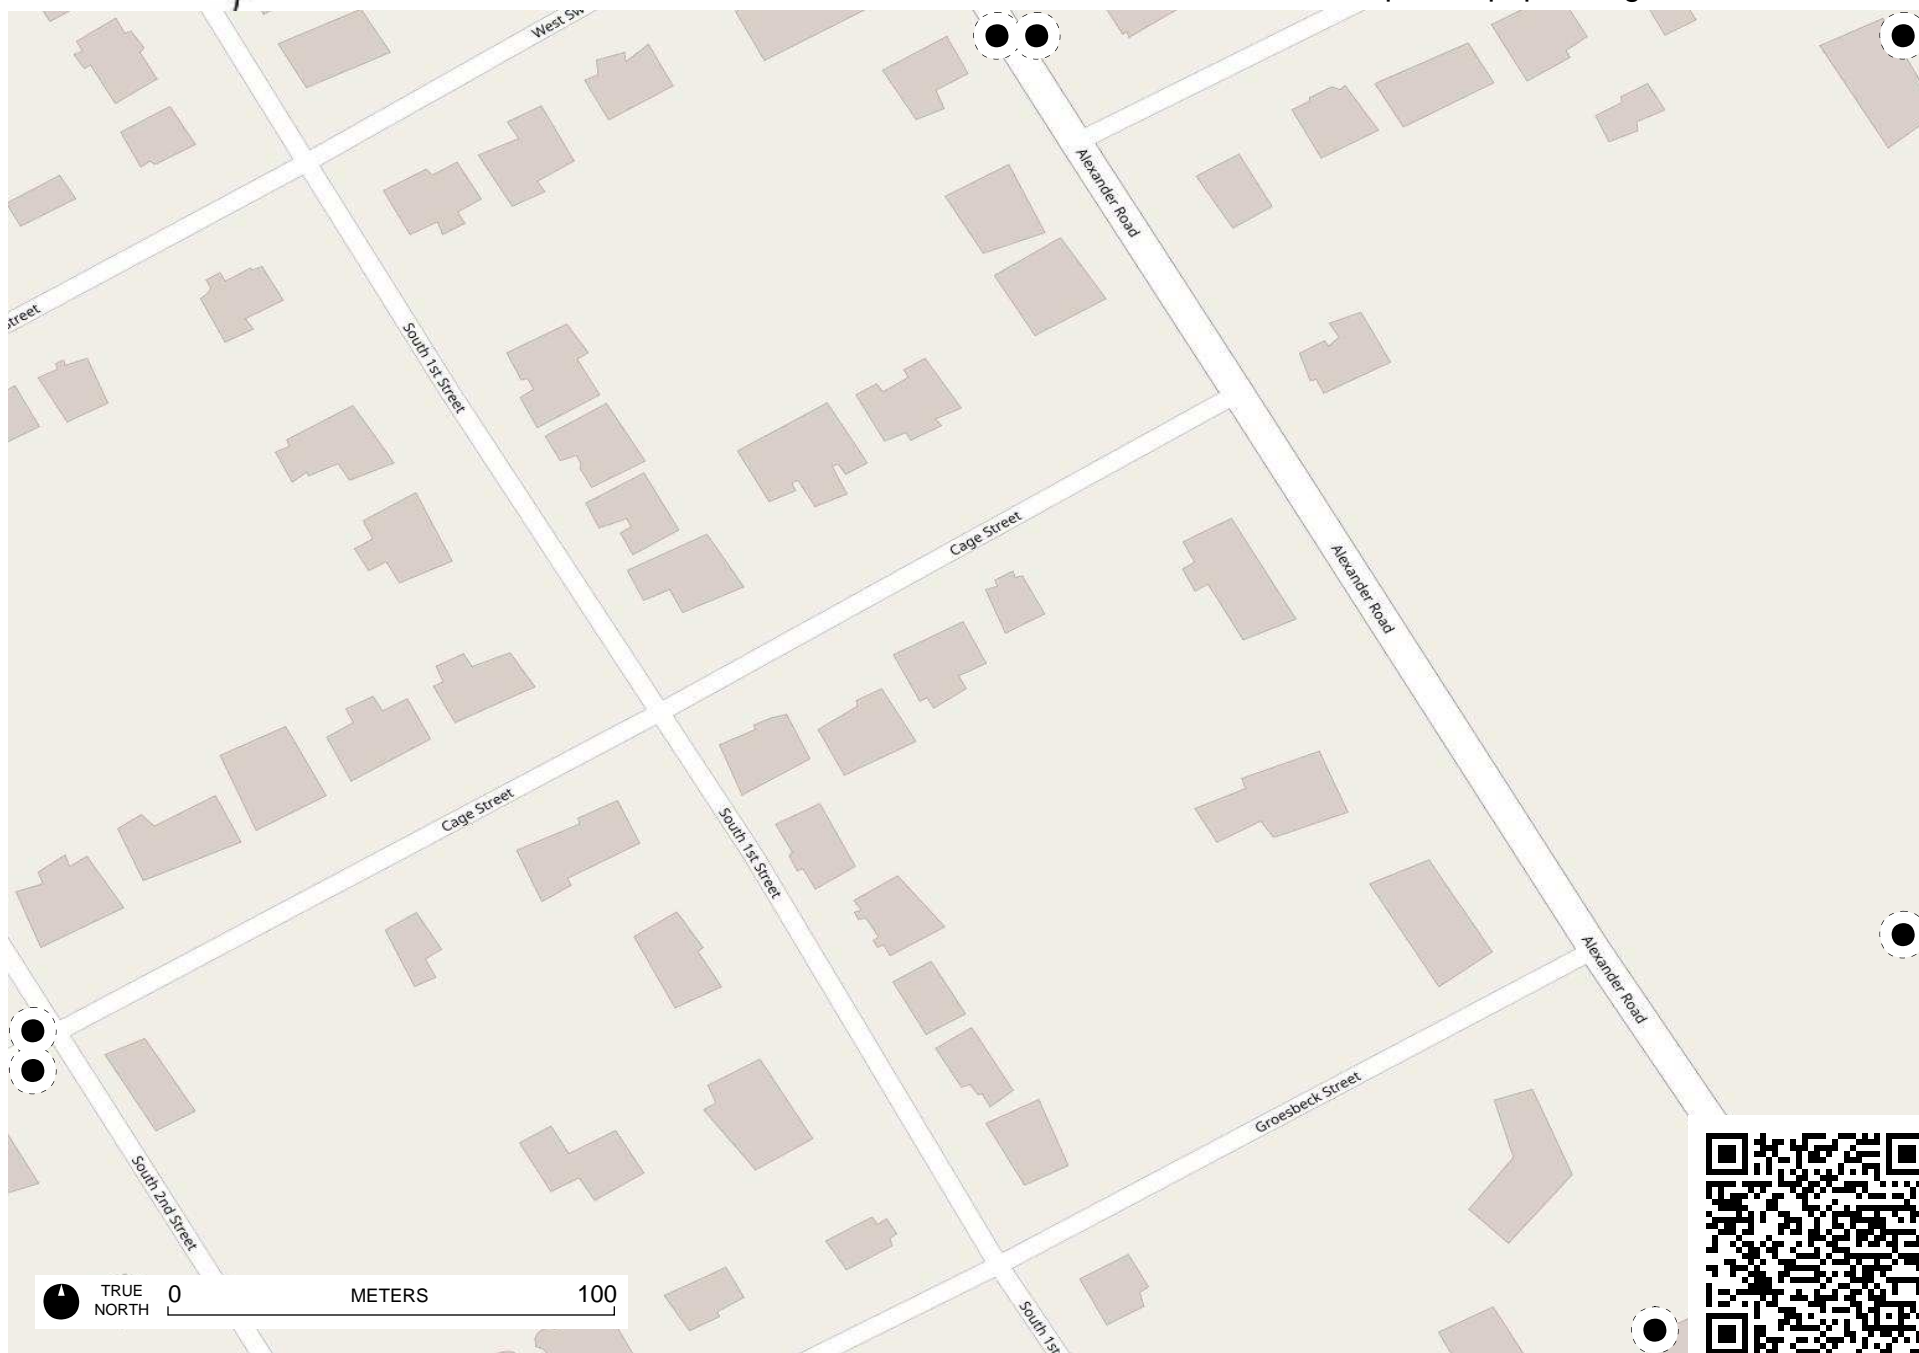 West Sw
Alexander Road
Street
South 1st Street
Cage Street
Alexander Road
Cage Street
South 1st Street
Alexander Road
Groesbeck Street
South 2nd Street
South 1st
TRUE
NORTH
0 METERS 100